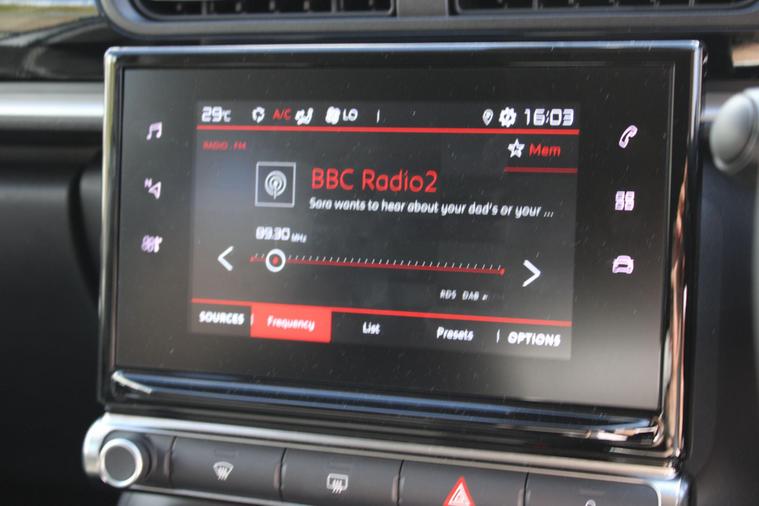 29°C A/C LO 16:03
RADIO FM
Mem
BBC Radio2
Sara wants to hear about your dad's or your ...
89.30 MHz
RDS DAB
SOURCES Frequency List Presets OPTIONS
N